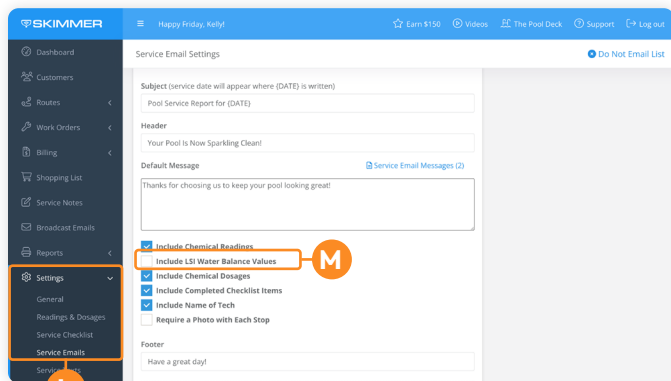 SKIMMER
Happy Friday, Kelly!
Earn $150
Videos
The Pool Deck
Support
Log out
Dashboard
Customers
Routes
Work Orders
Billing
Shopping List
Service Notes
Broadcast Emails
Reports
Settings
General
Readings & Dosages
Service Checklist
Service Emails
Service Email Settings
Do Not Email List
Subject (service date will appear where {DATE} is written)
Pool Service Report for {DATE}
Header
Your Pool Is Now Sparkling Clean!
Default Message
Service Email Messages (2)
Thanks for choosing us to keep your pool looking great!
Include Chemical Readings
Include LSI Water Balance Values
M
Include Chemical Dosages
Include Completed Checklist Items
Include Name of Tech
Require a Photo with Each Stop
Footer
Have a great day!